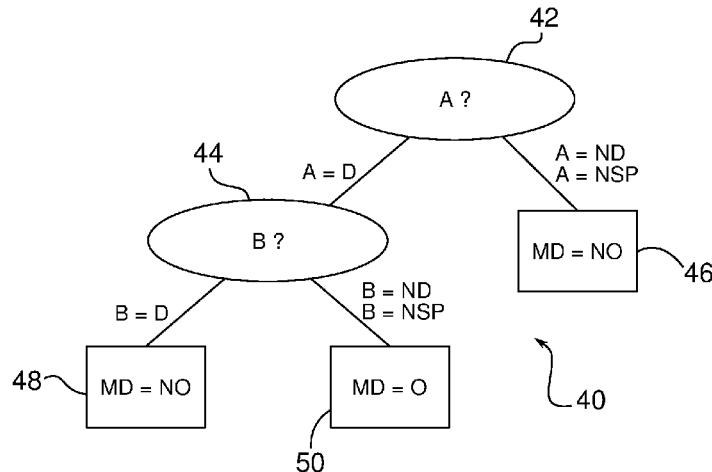 42
A ?
44
A = D
A = ND
A = NSP
B ?
MD = NO
46
B = D
B = ND
B = NSP
48
MD = NO
MD = O
40
50